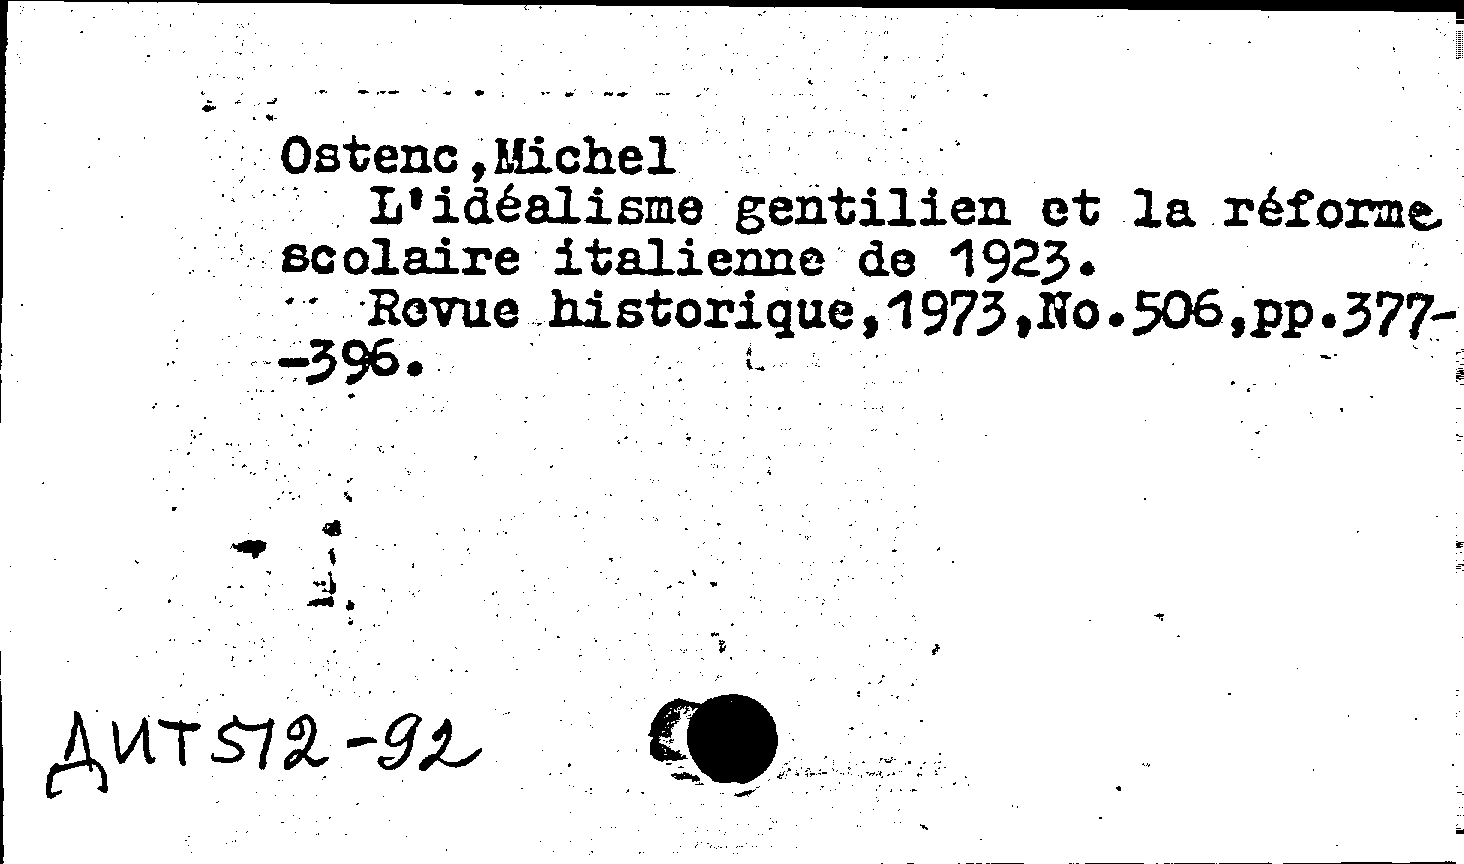 Ostenc,Michel
L'idéalisme gentilien et la réforme
scolaire italienne de 1923.
Revue historique,1973,No.506,pp.377-
-396.
ДИТ512-92